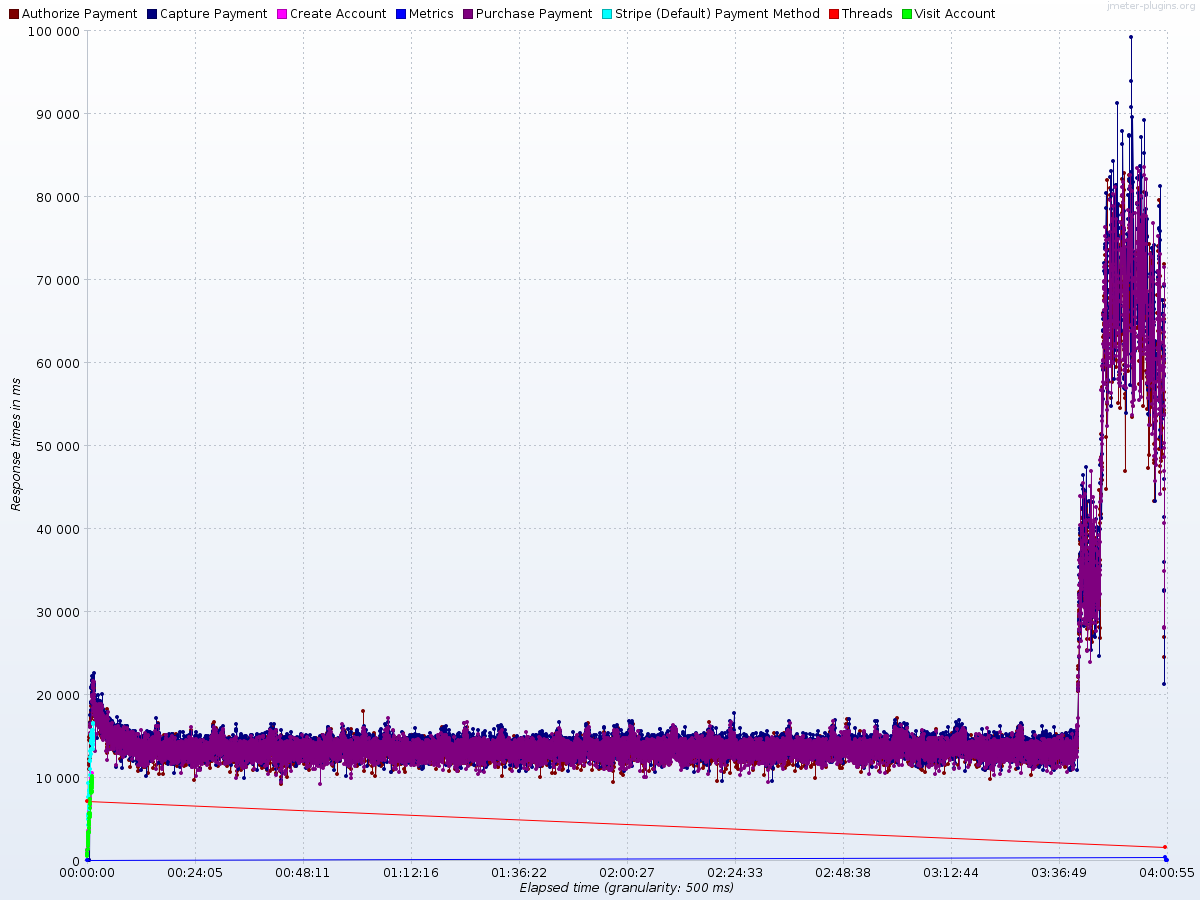 Authorize Payment Capture Payment Create Account Metrics Purchase Payment Stripe (Default) Payment Method Threads Visit Account
jmeter-plugins.org
100 000
90 000
80 000
70 000
60 000
50 000
40 000
30 000
20 000
10 000
0
Response times in ms
00:00:00 00:24:05 00:48:11 01:12:16 01:36:22 02:00:27 02:24:33 02:48:38 03:12:44 03:36:49 04:00:55
Elapsed time (granularity: 500 ms)